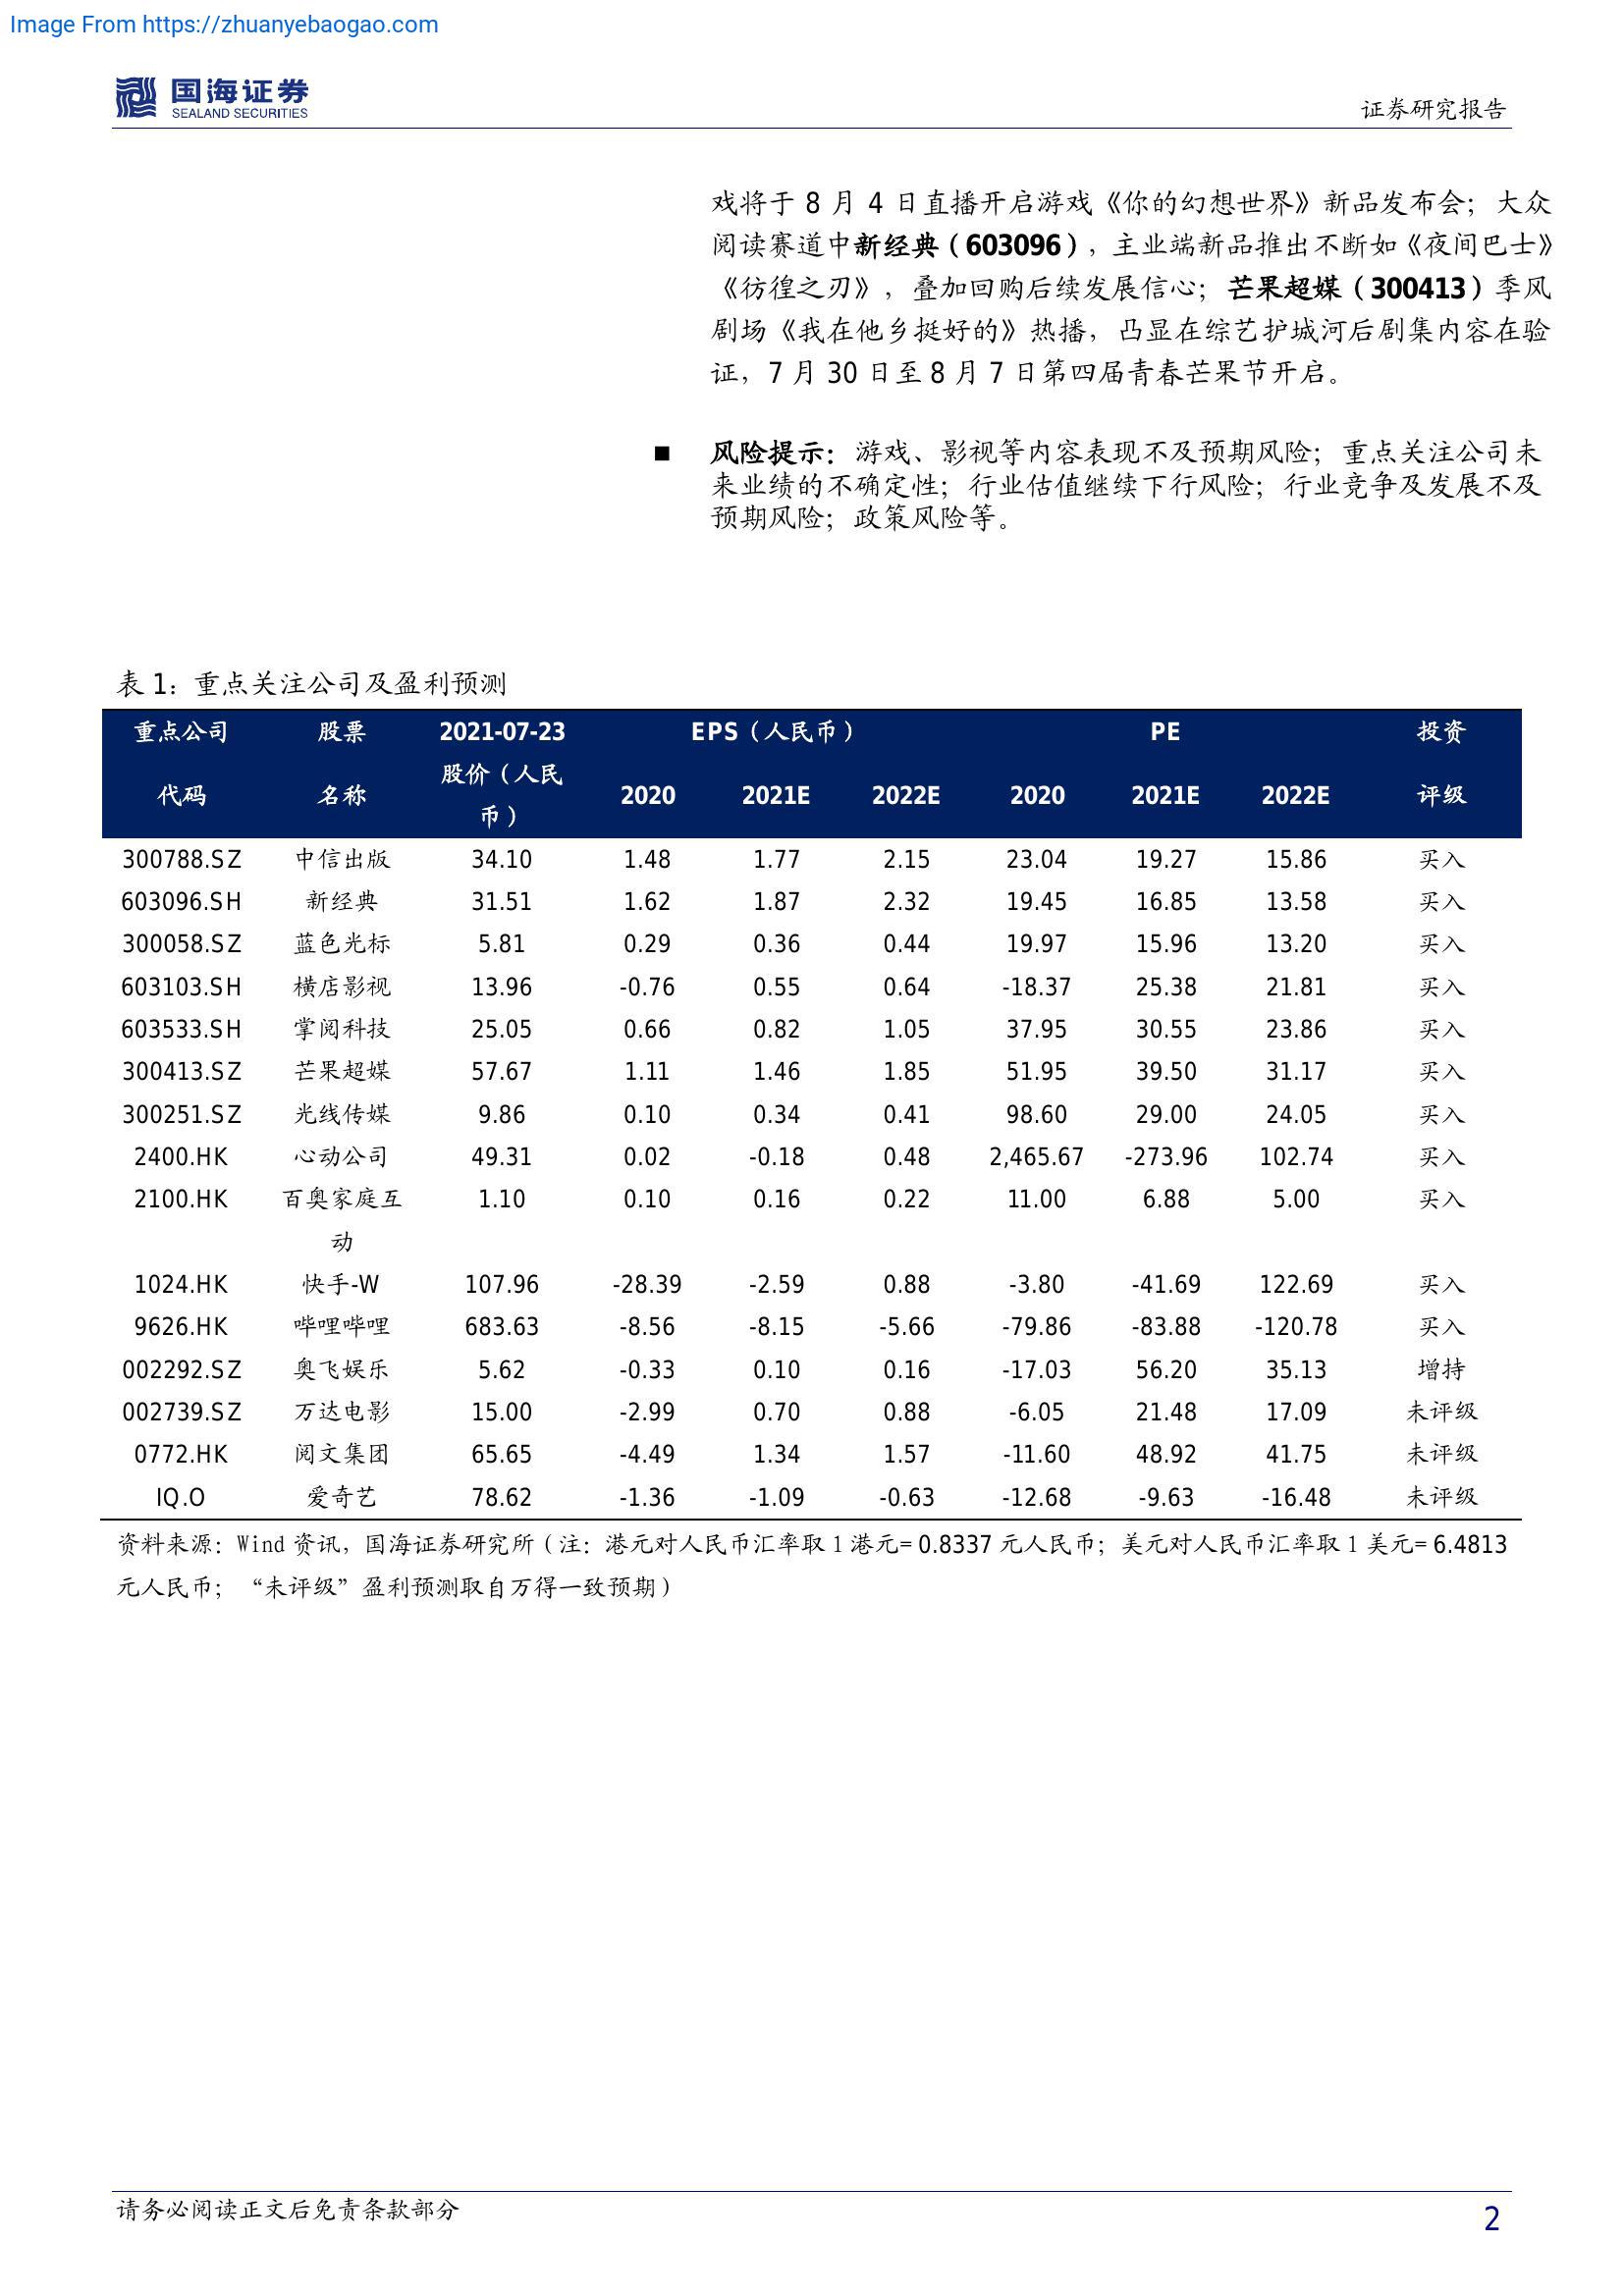 Image From https://zhuanyebaogao.com
国海证券
SEALAND SECURITIES
证券研究报告
戏将于 8 月 4 日直播开启游戏《你的幻想世界》新品发布会；大众
阅读赛道中新经典（603096），主业端新品推出不断如《夜间巴士》
《彷徨之刃》，叠加回购后续发展信心；芒果超媒（300413）季风
剧场《我在他乡挺好的》热播，凸显在综艺护城河后剧集内容在验
证，7 月 30 日至 8 月 7 日第四届青春芒果节开启。
■ 风险提示：游戏、影视等内容表现不及预期风险；重点关注公司未
来业绩的不确定性；行业估值继续下行风险；行业竞争及发展不及
预期风险；政策风险等。
表 1：重点关注公司及盈利预测
重点公司 股票 2021-07-23 EPS（人民币） PE 投资
代码 名称 股价（人民币） 2020 2021E 2022E 2020 2021E 2022E 评级
300788.SZ 中信出版 34.10 1.48 1.77 2.15 23.04 19.27 15.86 买入
603096.SH 新经典 31.51 1.62 1.87 2.32 19.45 16.85 13.58 买入
300058.SZ 蓝色光标 5.81 0.29 0.36 0.44 19.97 15.96 13.20 买入
603103.SH 横店影视 13.96 -0.76 0.55 0.64 -18.37 25.38 21.81 买入
603533.SH 掌阅科技 25.05 0.66 0.82 1.05 37.95 30.55 23.86 买入
300413.SZ 芒果超媒 57.67 1.11 1.46 1.85 51.95 39.50 31.17 买入
300251.SZ 光线传媒 9.86 0.10 0.34 0.41 98.60 29.00 24.05 买入
2400.HK 心动公司 49.31 0.02 -0.18 0.48 2,465.67 -273.96 102.74 买入
2100.HK 百奥家庭互动 1.10 0.10 0.16 0.22 11.00 6.88 5.00 买入
1024.HK 快手-W 107.96 -28.39 -2.59 0.88 -3.80 -41.69 122.69 买入
9626.HK 哔哩哔哩 683.63 -8.56 -8.15 -5.66 -79.86 -83.88 -120.78 买入
002292.SZ 奥飞娱乐 5.62 -0.33 0.10 0.16 -17.03 56.20 35.13 增持
002739.SZ 万达电影 15.00 -2.99 0.70 0.88 -6.05 21.48 17.09 未评级
0772.HK 阅文集团 65.65 -4.49 1.34 1.57 -11.60 48.92 41.75 未评级
IQ.O 爱奇艺 78.62 -1.36 -1.09 -0.63 -12.68 -9.63 -16.48 未评级
资料来源：Wind 资讯，国海证券研究所（注：港元对人民币汇率取 1 港元= 0.8337 元人民币；美元对人民币汇率取 1 美元= 6.4813
元人民币；“未评级”盈利预测取自万得一致预期）
请务必阅读正文后免责条款部分
2